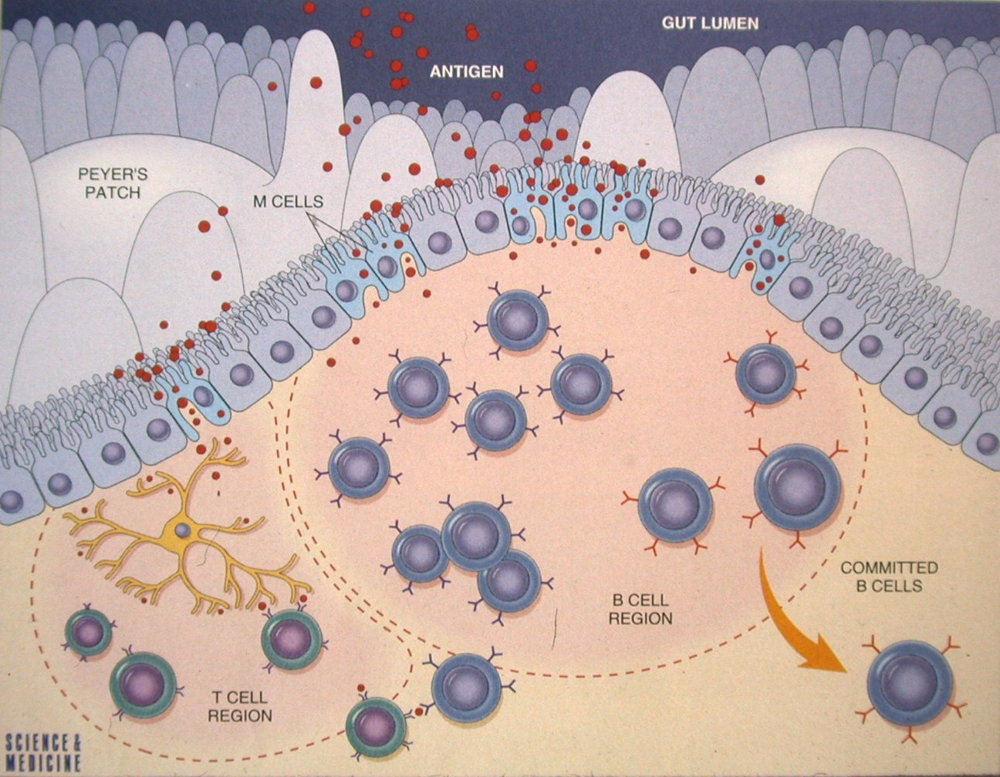 GUT LUMEN
ANTIGEN
PEYER'S
PATCH
M CELLS
COMMITTED
B CELLS
B CELL
REGION
T CELL
REGION
SCIENCE &
MEDICINE